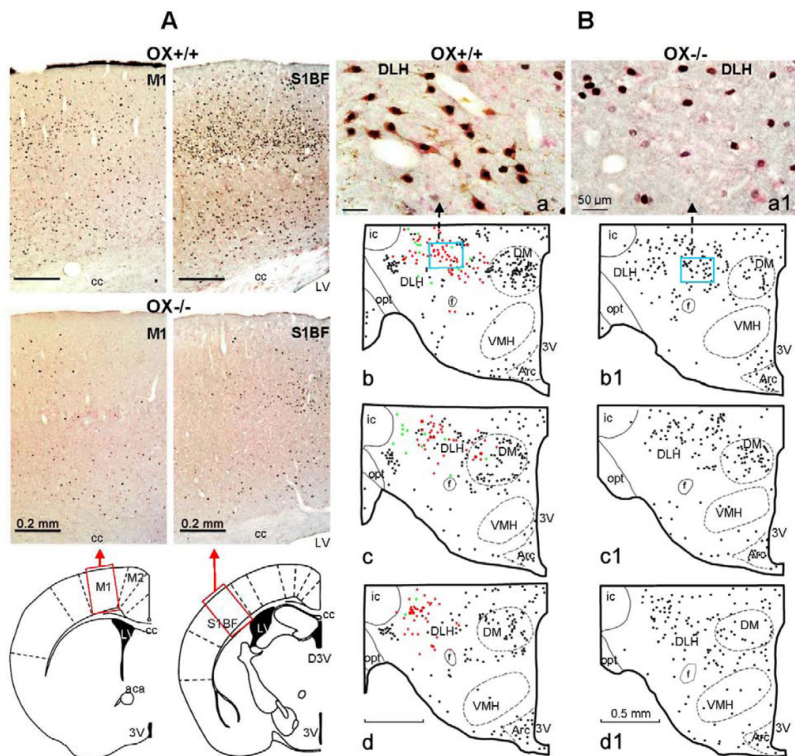 A
OX+/+
M1
S1BF
cc
LV
OX-/-
M1
S1BF
0.2 mm
0.2 mm
cc
LV
M1
M2
LV
cc
aca
3V
S1BF
LV
cc
D3V
3V
B
OX+/+
OX-/-
DLH
DLH
a
50 µm
a1
ic
DM
DLH
opt
f
VMH
3V
Arc
b
ic
DM
DLH
opt
f
VMH
3V
Arc
b1
ic
DM
DLH
opt
f
VMH
3V
Arc
c
ic
DM
DLH
opt
f
VMH
3V
Arc
c1
ic
DM
DLH
opt
f
VMH
3V
Arc
d
ic
DM
DLH
opt
f
VMH
3V
Arc
0.5 mm
d1